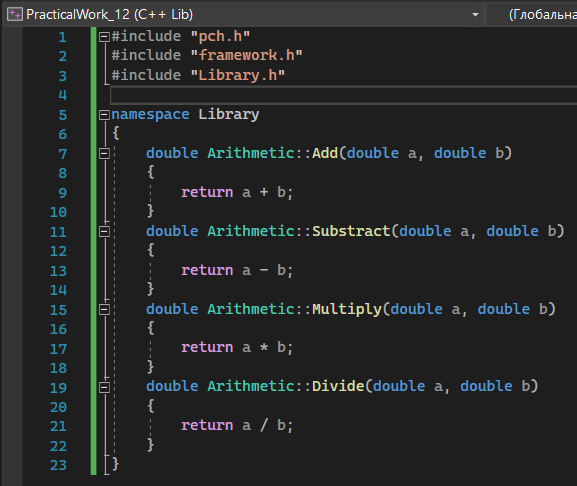 PracticalWork_12 (C++ Lib) (Глобальна
1 #include "pch.h"
2 #include "framework.h"
3 #include "Library.h"
4
5 namespace Library
6 {
7     double Arithmetic::Add(double a, double b)
8     {
9         return a + b;
10     }
11     double Arithmetic::Substract(double a, double b)
12     {
13         return a - b;
14     }
15     double Arithmetic::Multiply(double a, double b)
16     {
17         return a * b;
18     }
19     double Arithmetic::Divide(double a, double b)
20     {
21         return a / b;
22     }
23 }